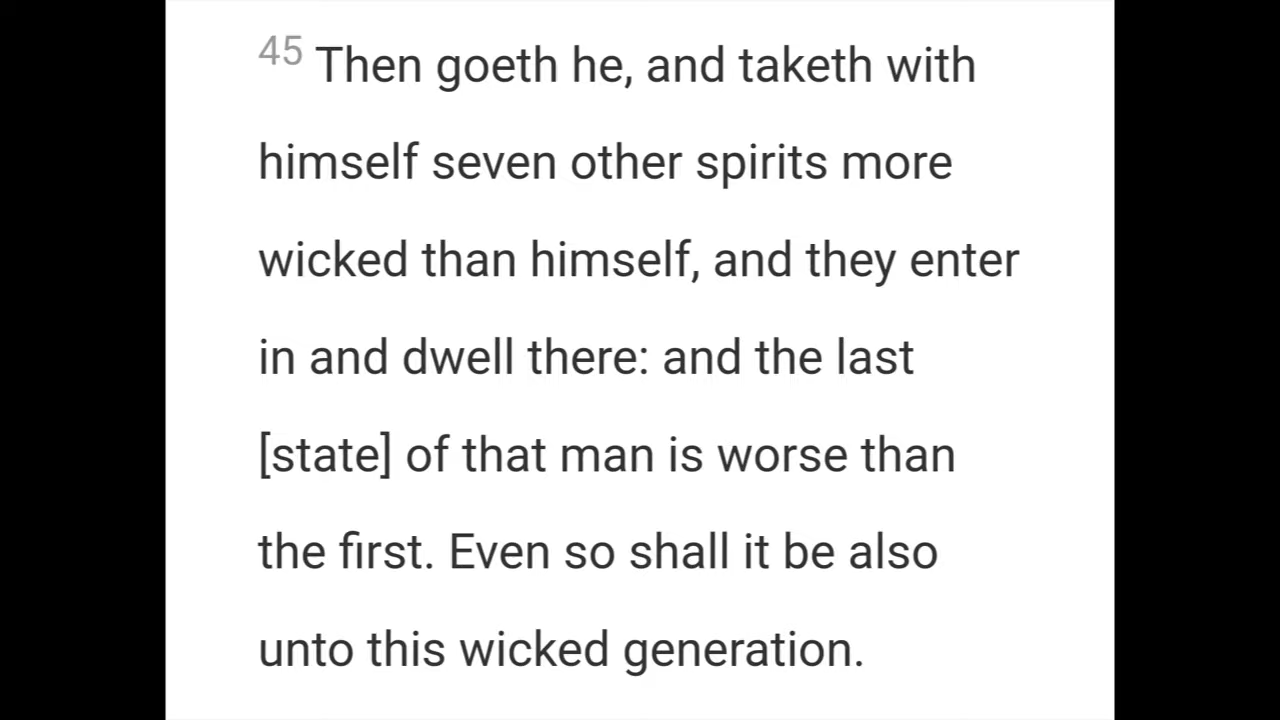 45 Then goeth he, and taketh with
himself seven other spirits more
wicked than himself, and they enter
in and dwell there: and the last
[state] of that man is worse than
the first. Even so shall it be also
unto this wicked generation.